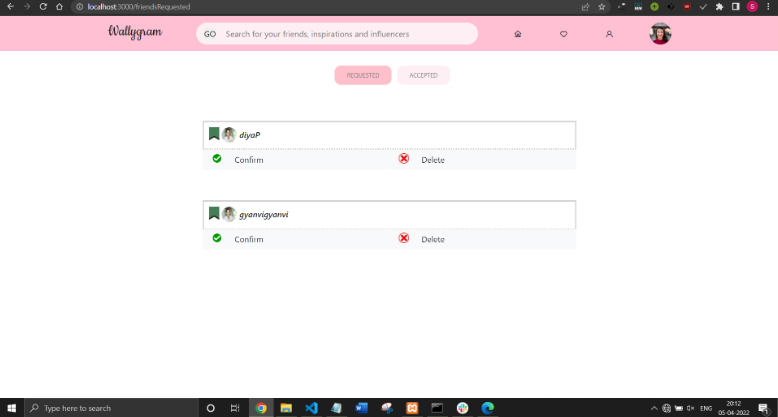 localhost:3000/friendsRequested
S
Wallygram
GO Search for your friends, inspirations and influencers
REQUESTED ACCEPTED
diyaP
Confirm Delete
gyanvigyanvi
Confirm Delete
Type here to search
ENG
20:12
05-04-2022